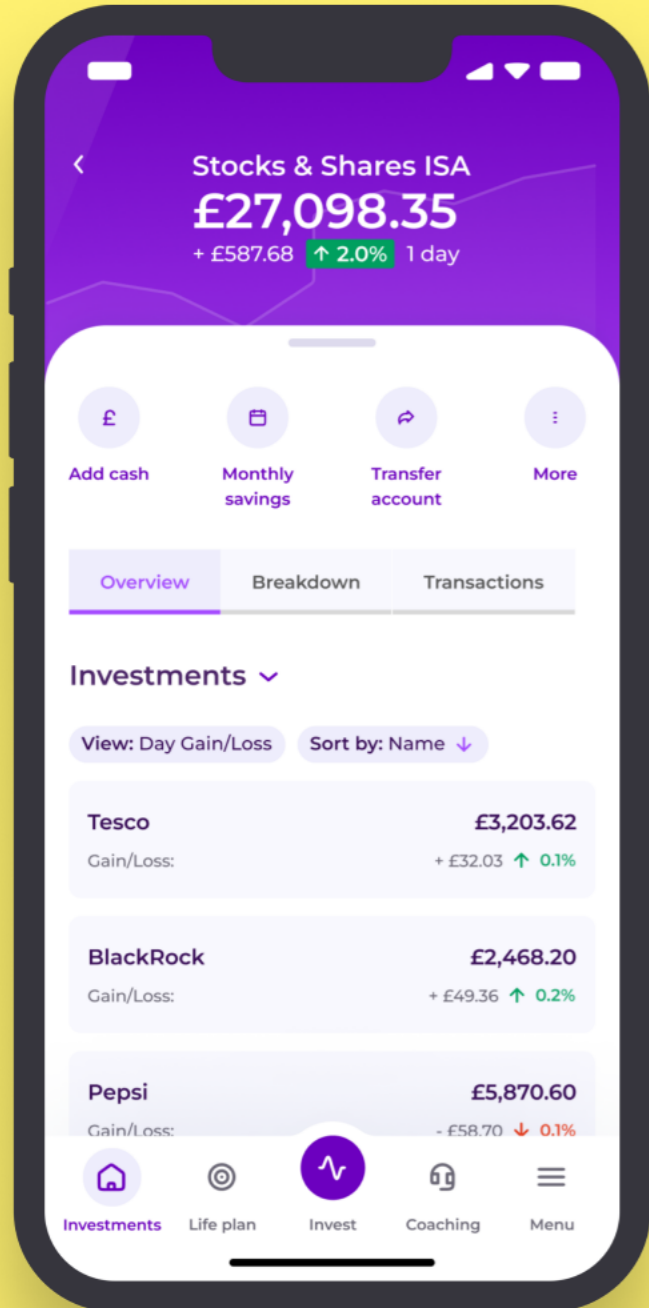 Stocks & Shares ISA
£27,098.35
+ £587.68 ↑ 2.0% 1 day
£
Add cash
Monthly
savings
Transfer
account
More
Overview Breakdown Transactions
Investments
View: Day Gain/Loss Sort by: Name ↓
Tesco £3,203.62
Gain/Loss: + £32.03 ↑ 0.1%
BlackRock £2,468.20
Gain/Loss: + £49.36 ↑ 0.2%
Pepsi £5,870.60
Gain/Loss: - £58.70 ↓ 0.1%
Investments Life plan Invest Coaching Menu